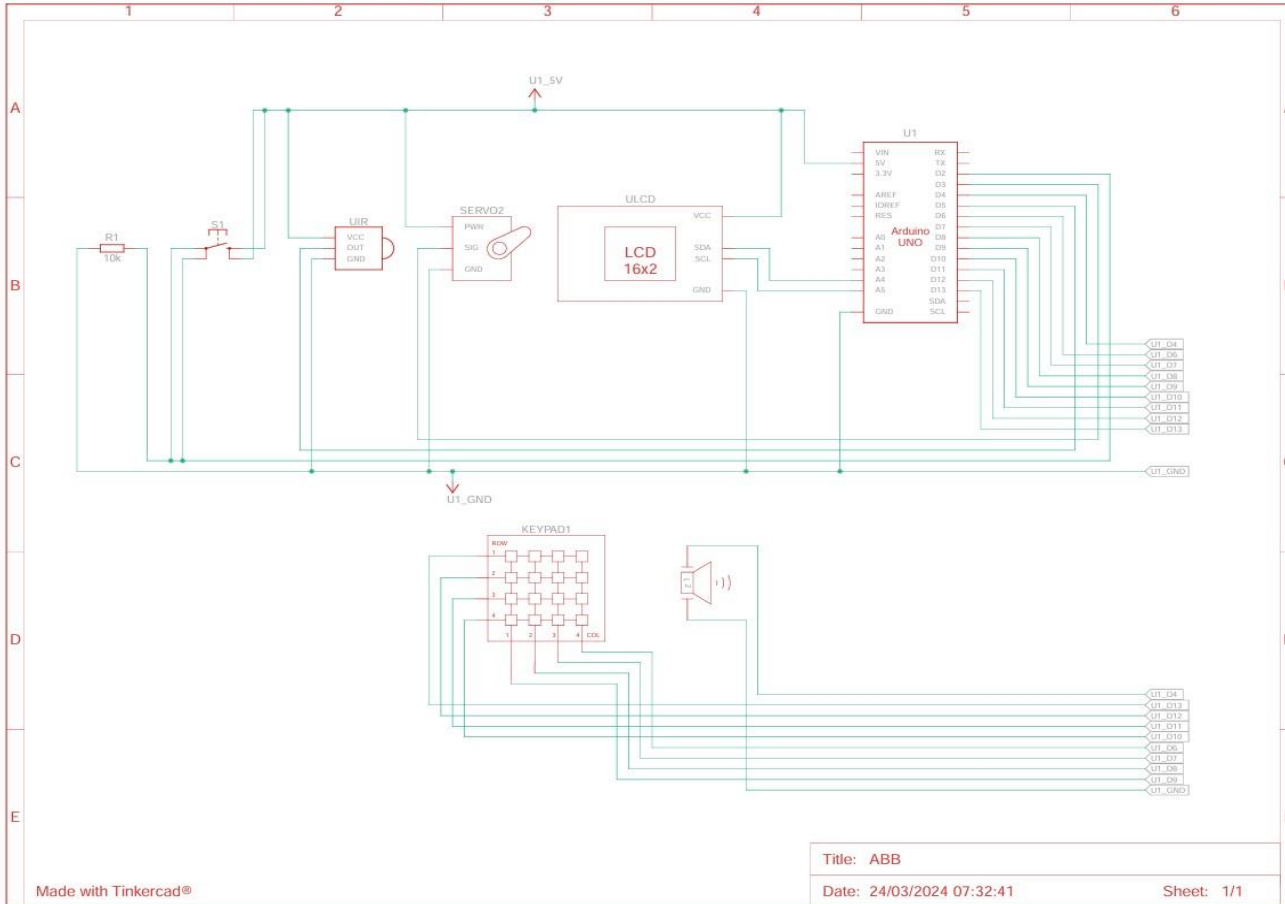 1 2 3 4 5 6
A
B
C
D
E
U1_5V
R1
10k
S1
UIR
VCC
OUT
GND
SERVO2
PWR
SIG
GND
ULCD
LCD
16x2
VCC
SDA
SCL
GND
U1
Arduino
UNO
VIN
5V
3.3V
AREF
IOREF
RES
A0
A1
A2
A3
A4
A5
GND
RX
TX
D2
D3
D4
D5
D6
D7
D8
D9
D10
D11
D12
D13
SDA
SCL
U1_D4
U1_D6
U1_D7
U1_D8
U1_D9
U1_D10
U1_D11
U1_D12
U1_D13
U1_GND
U1_GND
KEYPAD1
ROW
1
2
3
4
1 2 3 4 COL
1
2
U1_D4
U1_D13
U1_D12
U1_D11
U1_D10
U1_D6
U1_D7
U1_D8
U1_D9
U1_GND
Made with Tinkercad®
Title: ABB
Date: 24/03/2024 07:32:41 Sheet: 1/1